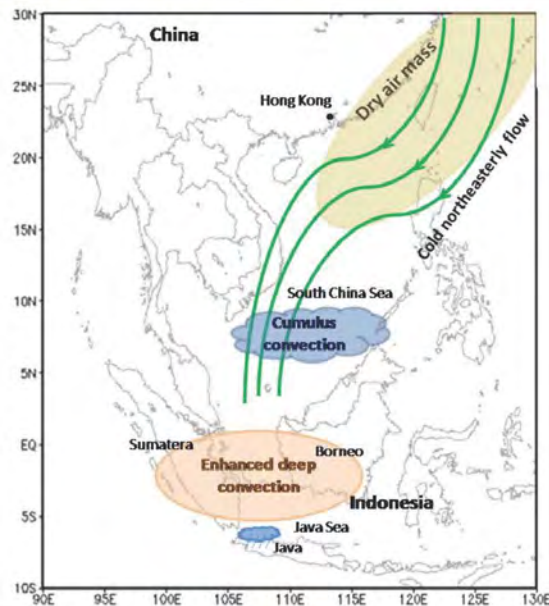 30N
China
25N
Hong Kong
Dry air mass
Cold northeasterly flow
20N
15N
10N
South China Sea
Cumulus
convection
5N
EQ
Sumatera
Borneo
Enhanced deep
convection
Indonesia
5S
Java Sea
Java
10S
90E
95E
100E
105E
110E
115E
120E
125E
130E